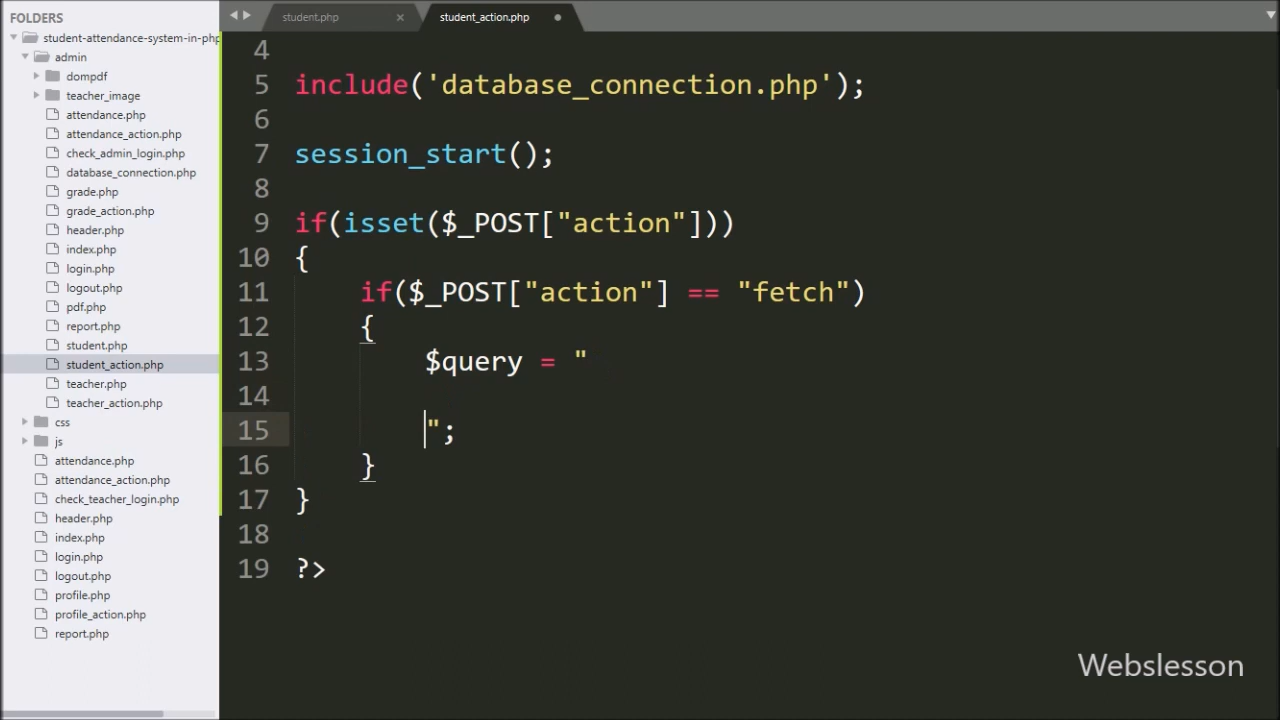 FOLDERS
student-attendance-system-in-php
admin
dompdf
teacher_image
attendance.php
attendance_action.php
check_admin_login.php
database_connection.php
grade.php
grade_action.php
header.php
index.php
login.php
logout.php
pdf.php
report.php
student.php
student_action.php
teacher.php
teacher_action.php
css
js
attendance.php
attendance_action.php
check_teacher_login.php
header.php
index.php
login.php
logout.php
profile.php
profile_action.php
report.php
student.php
student_action.php
4
5 include('database_connection.php');
6
7 session_start();
8
9 if(isset($_POST["action"]))
10 {
11 if($_POST["action"] == "fetch")
12 {
13 $query = "
14
15 ";
16 }
17 }
18
19 ?>
Webslesson